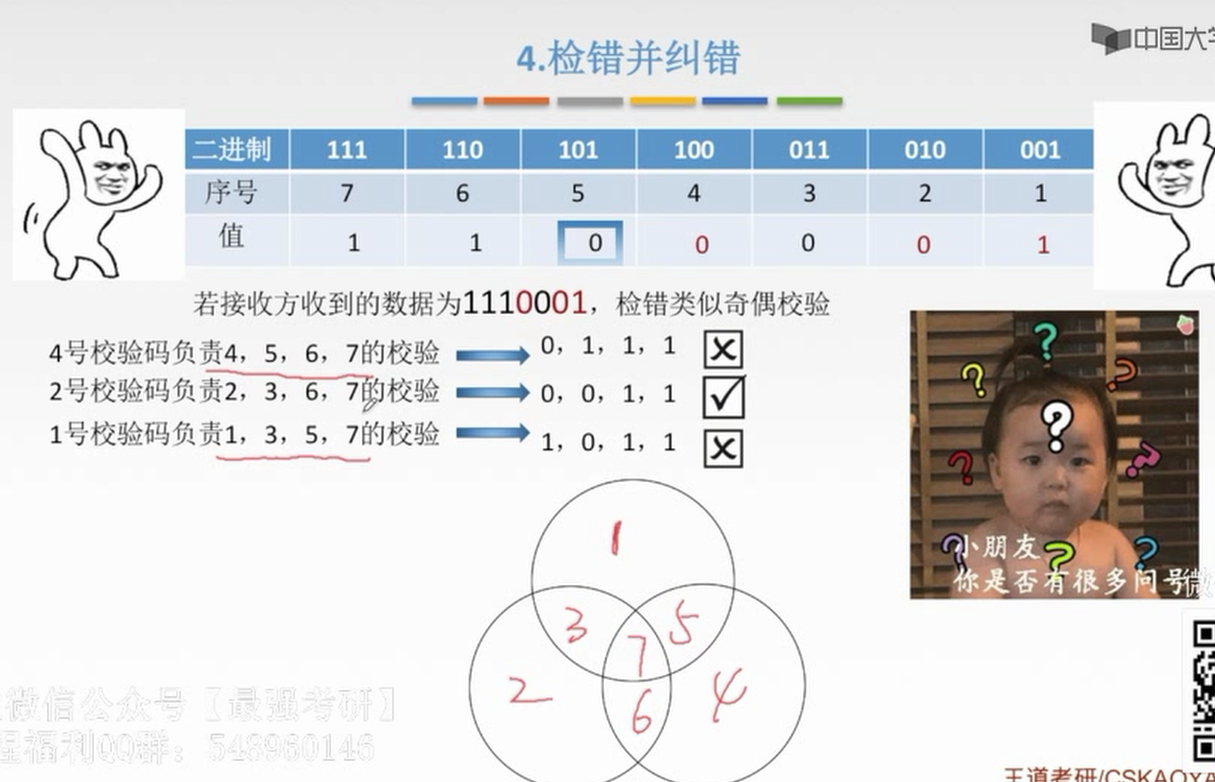 4.检错并纠错
中国大学
二进制 111 110 101 100 011 010 001
序号 7 6 5 4 3 2 1
值 1 1 0 0 0 0 1
若接收方收到的数据为1110001，检错类似奇偶校验
4号校验码负责4，5，6，7的校验 0，1，1，1
2号校验码负责2，3，6，7的校验 0，0，1，1
1号校验码负责1，3，5，7的校验 1，0，1，1
1
3 7 5
2 6 4
小朋友
你是否有很多问号
微
微信公众号【最强考研】
福利QQ群：548960146
王道考研/CSKAOYA